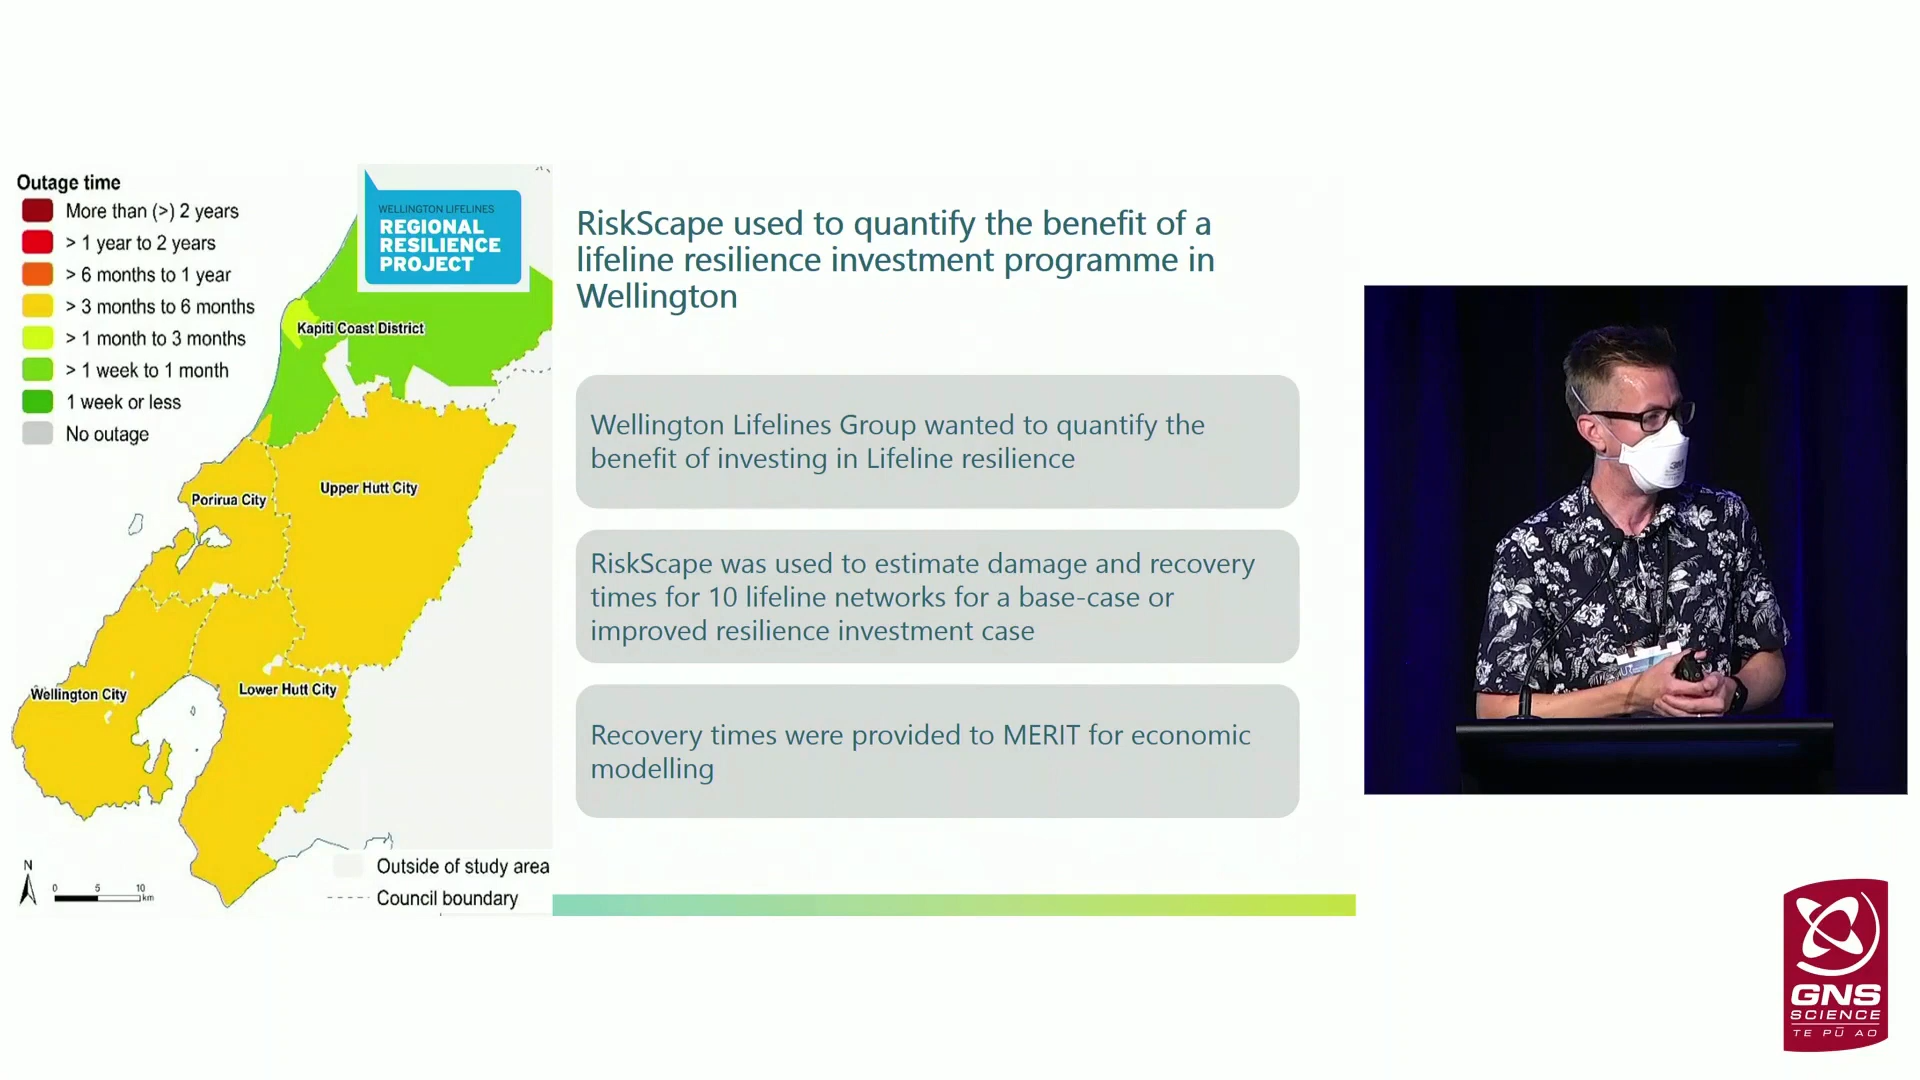 Outage time
More than (>) 2 years
> 1 year to 2 years
> 6 months to 1 year
> 3 months to 6 months
> 1 month to 3 months
> 1 week to 1 month
1 week or less
No outage
WELLINGTON LIFELINES
REGIONAL
RESILIENCE
PROJECT
Kapiti Coast District
Porirua City
Upper Hutt City
Wellington City
Lower Hutt City
N
0 5 10
km
Outside of study area
Council boundary
RiskScape used to quantify the benefit of a
lifeline resilience investment programme in
Wellington
Wellington Lifelines Group wanted to quantify the
benefit of investing in Lifeline resilience
RiskScape was used to estimate damage and recovery
times for 10 lifeline networks for a base-case or
improved resilience investment case
Recovery times were provided to MERIT for economic
modelling
GNS
SCIENCE
TE PŪ AO